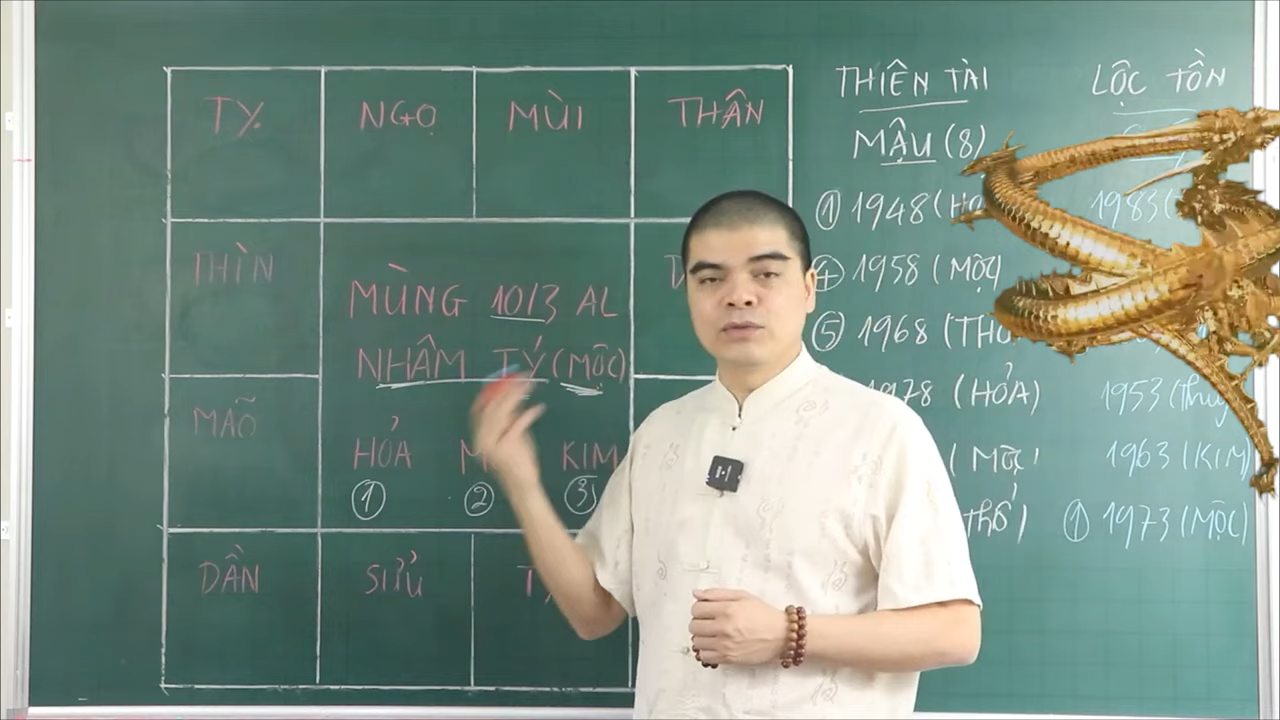 TỴ NGỌ MÙI THÂN
THÌN
MÙNG 10/3 AL
NHÂM TÝ (MỘC)
MÃO
HỎA KIM
① ② ③
DẦN SỬU
THIÊN TÀI
MẬU (8)
① 1948 (
④ 1958 (MỘC)
⑤ 1968 (
1978 (HỎA)
(MỘC)
(THỔ)
LỘC TỒN
1983 (
1953 (Thuỷ
1963 (KIM)
① 1973 (MỘC)